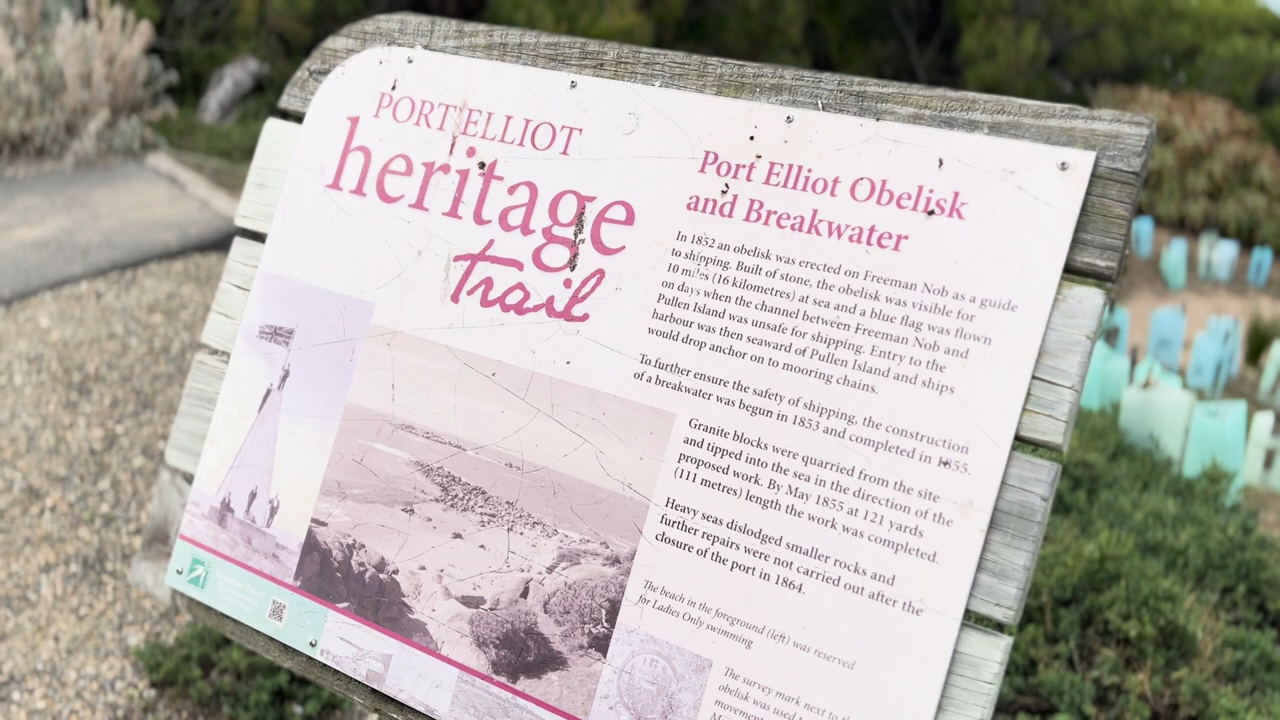 PORT ELLIOT
heritage
trail
Port Elliot Obelisk
and Breakwater
In 1852 an obelisk was erected on Freeman Nob as a guide
to shipping. Built of stone, the obelisk was visible for
10 miles (16 kilometres) at sea and a blue flag was flown
on days when the channel between Freeman Nob and
Pullen Island was unsafe for shipping. Entry to the
harbour was then seaward of Pullen Island and ships
would drop anchor on to mooring chains.
To further ensure the safety of shipping, the construction
of a breakwater was begun in 1853 and completed in 1855.
Granite blocks were quarried from the site
and tipped into the sea in the direction of the
proposed work. By May 1855 at 121 yards
(111 metres) length the work was completed.
Heavy seas dislodged smaller rocks and
further repairs were not carried out after the
closure of the port in 1864.
The beach in the foreground (left) was reserved
for Ladies Only swimming
The survey mark next to the
obelisk was used
movement